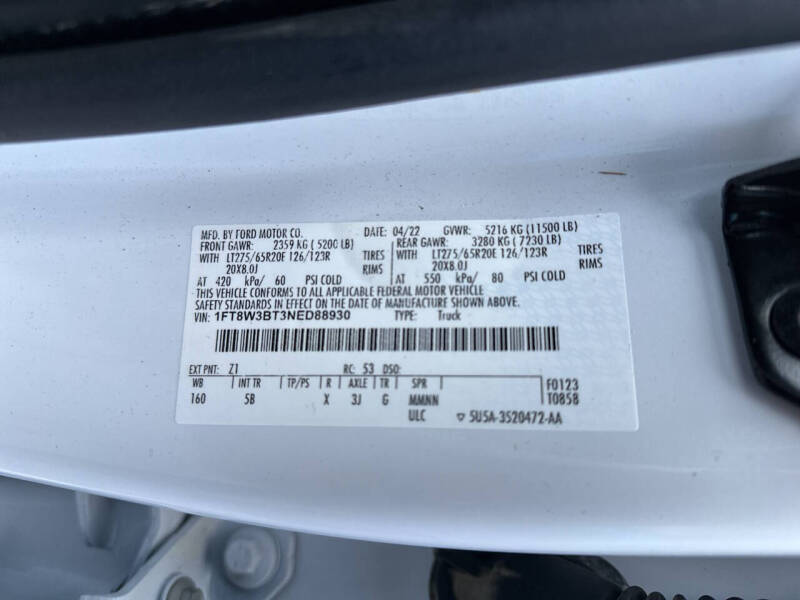 MFD. BY FORD MOTOR CO. DATE: 04/22 GVWR: 5216 KG (11500 LB)
FRONT GAWR: 2359 KG ( 5200 LB) REAR GAWR: 3280 KG ( 7230 LB)
WITH LT275/65R20E 126/123R TIRES WITH LT275/65R20E 126/123R TIRES
20X8.0J RIMS 20X8.0J RIMS
AT 420 kPa/ 60 PSI COLD AT 550 kPa/ 80 PSI COLD
THIS VEHICLE CONFORMS TO ALL APPLICABLE FEDERAL MOTOR VEHICLE
SAFETY STANDARDS IN EFFECT ON THE DATE OF MANUFACTURE SHOWN ABOVE.
VIN: 1FT8W3BT3NED88930 TYPE: Truck
EXT PNT: Z1 RC: 53 DSO:
WB INT TR TP/PS R AXLE TR SPR F0123
160 5B X 3J G MMNN T0858
ULC ▽ 5U5A-3520472-AA